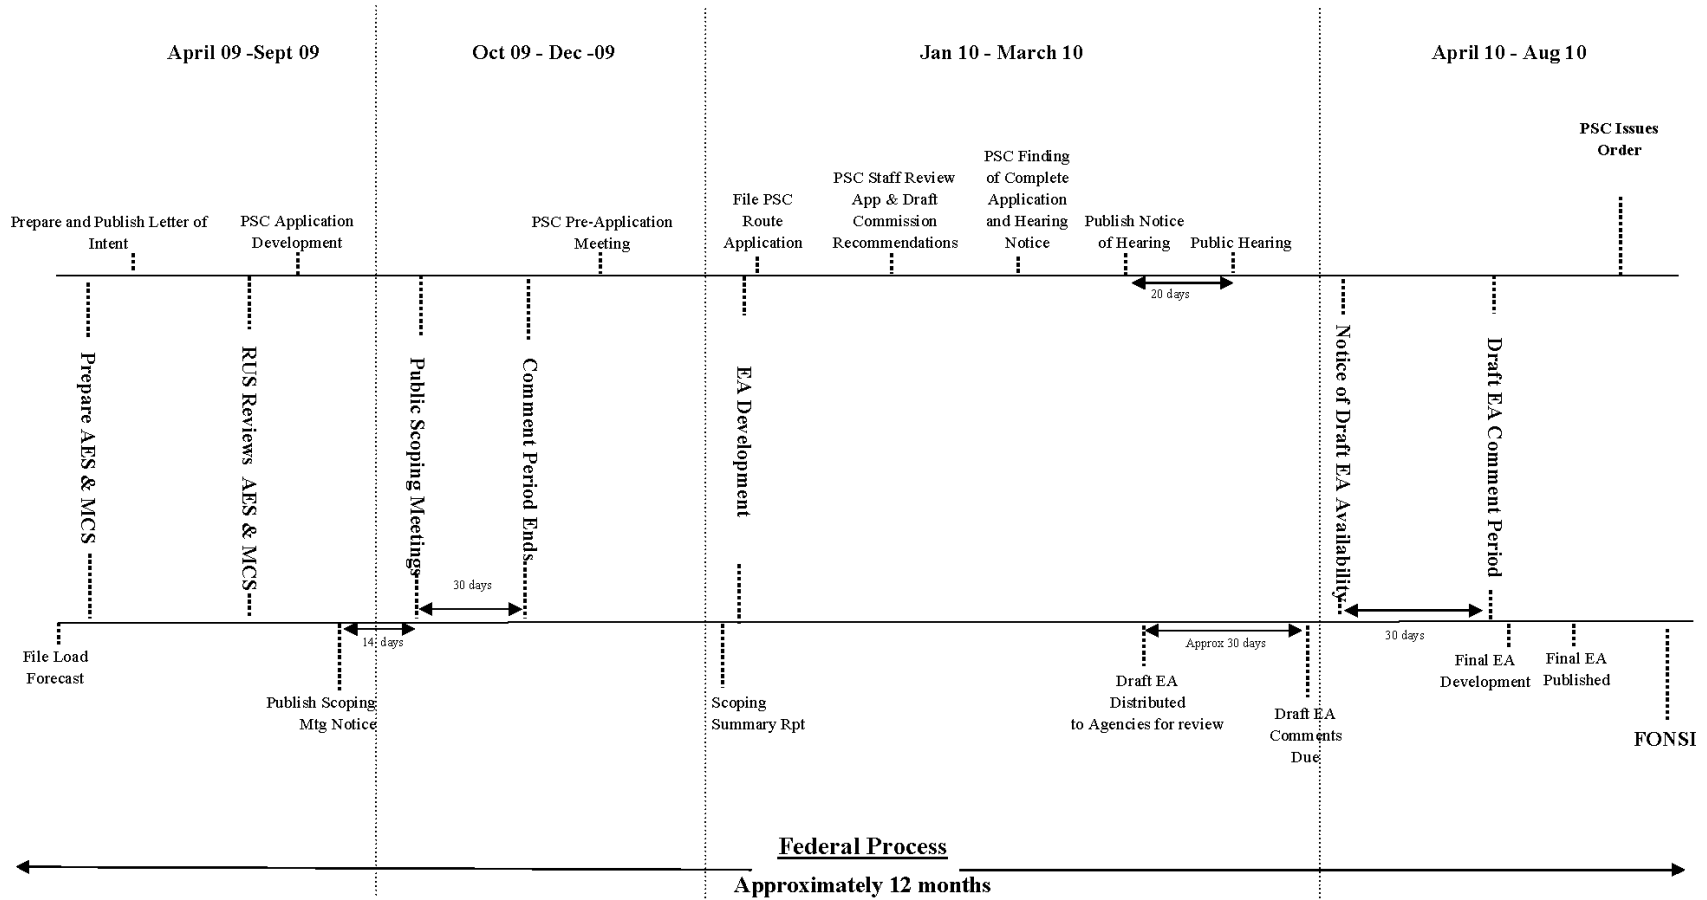 April 09 -Sept 09
Oct 09 - Dec -09
Jan 10 - March 10
April 10 - Aug 10
PSC Issues
Order
Prepare and Publish Letter of
Intent
PSC Application
Development
PSC Pre-Application
Meeting
File PSC
Route
Application
PSC Staff Review
App & Draft
Commission
Recommendations
PSC Finding
of Complete
Application
and Hearing
Notice
Publish Notice
of Hearing
Public Hearing
20 days
Prepare AES & MCS
RUS Reviews AES & MCS
Public Scoping Meetings
Comment Period Ends
EA Development
Notice of Draft EA Availability
Draft EA Comment Period
30 days
14 days
Approx 30 days
30 days
File Load
Forecast
Publish Scoping
Mtg Notice
Scoping
Summary Rpt
Draft EA
Distributed
to Agencies for review
Draft EA
Comments
Due
Final EA
Development
Final EA
Published
FONSI
Federal Process
Approximately 12 months